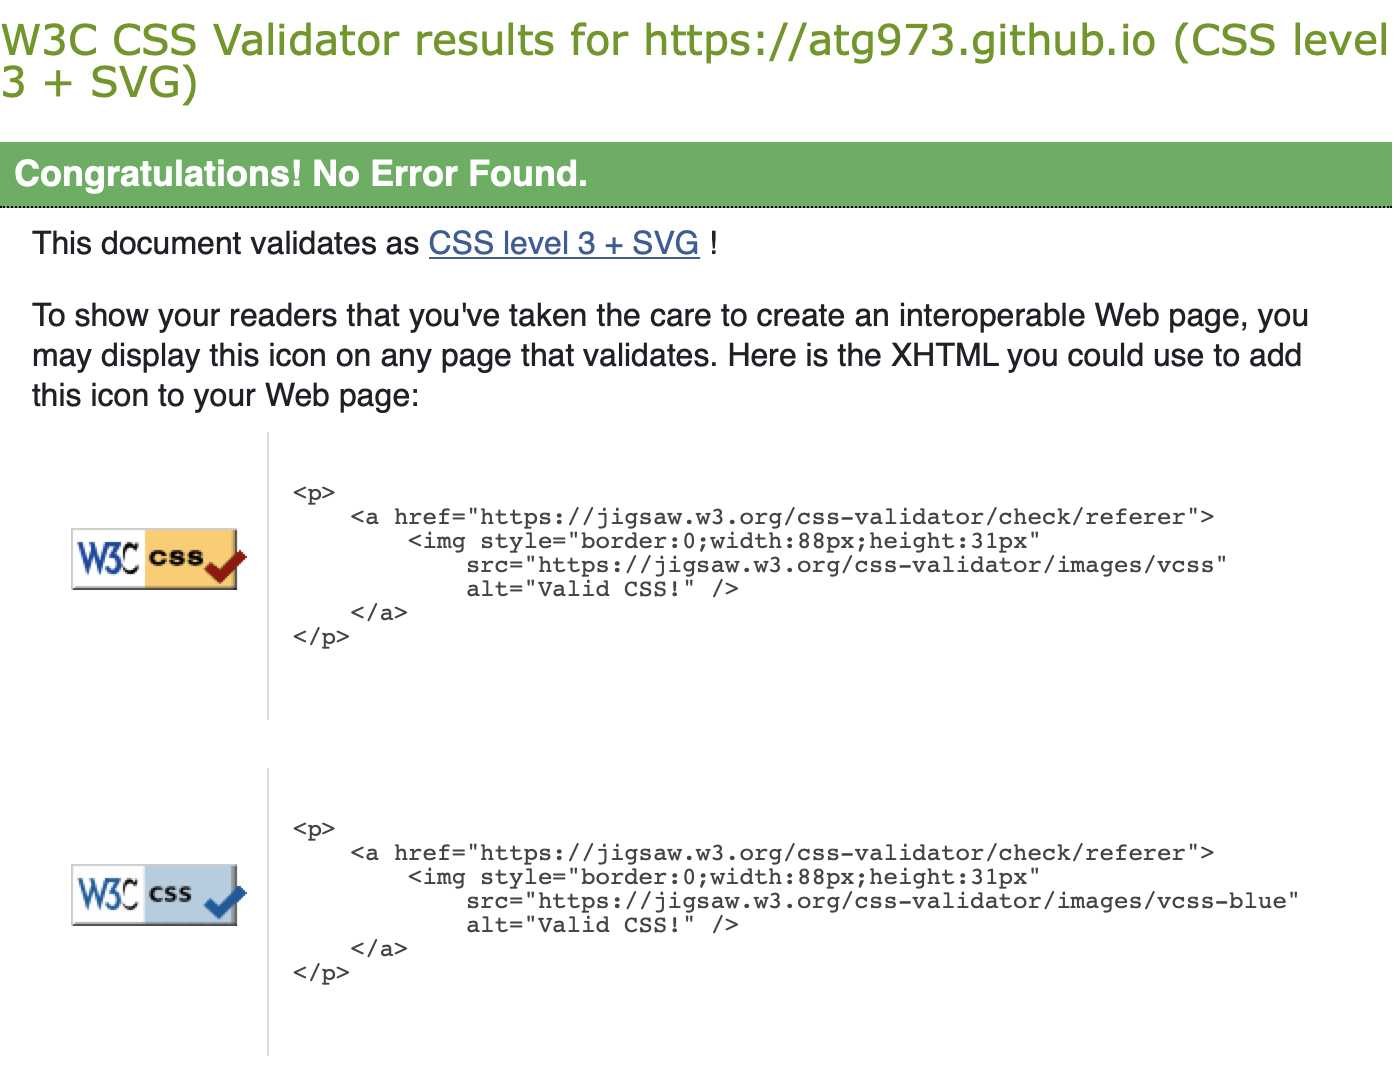 W3C CSS Validator results for https://atg973.github.io (CSS level
3 + SVG)
Congratulations! No Error Found.
This document validates as CSS level 3 + SVG !
To show your readers that you've taken the care to create an interoperable Web page, you
may display this icon on any page that validates. Here is the XHTML you could use to add
this icon to your Web page:
W3C css
<p>
    <a href="https://jigsaw.w3.org/css-validator/check/referer">
        <img style="border:0;width:88px;height:31px"
            src="https://jigsaw.w3.org/css-validator/images/vcss"
            alt="Valid CSS!" />
    </a>
</p>
W3C css
<p>
    <a href="https://jigsaw.w3.org/css-validator/check/referer">
        <img style="border:0;width:88px;height:31px"
            src="https://jigsaw.w3.org/css-validator/images/vcss-blue"
            alt="Valid CSS!" />
    </a>
</p>